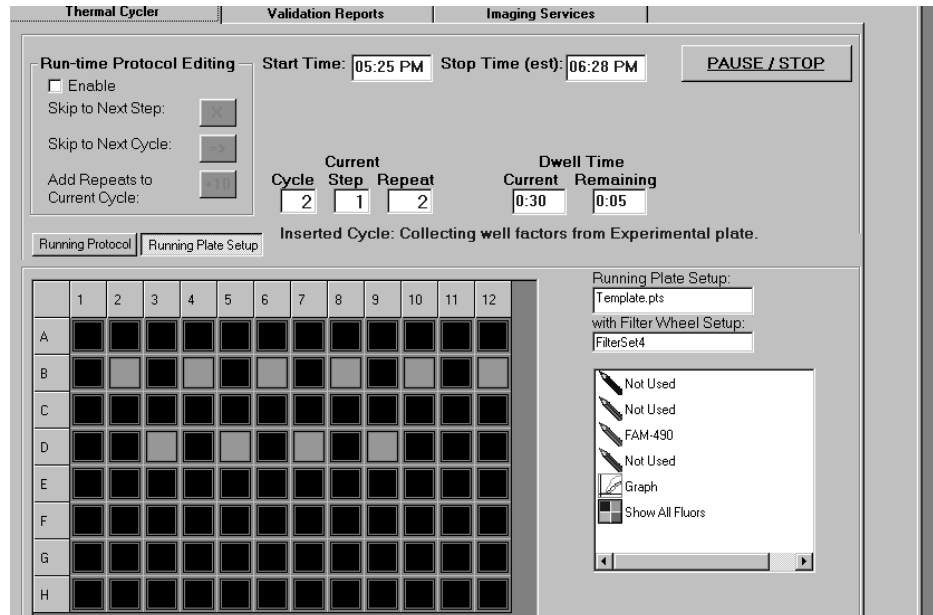 Thermal Cycler Validation Reports Imaging Services
Run-time Protocol Editing
Enable
Skip to Next Step: X
Skip to Next Cycle: =>
Add Repeats to Current Cycle: +10
Start Time: 05:25 PM Stop Time (est): 06:28 PM PAUSE / STOP
Current
Cycle Step Repeat
2 1 2
Dwell Time
Current Remaining
0:30 0:05
Running Protocol Running Plate Setup
Inserted Cycle: Collecting well factors from Experimental plate.
1 2 3 4 5 6 7 8 9 10 11 12
A
B
C
D
E
F
G
H
Running Plate Setup:
Template.pts
with Filter Wheel Setup:
FilterSet4
Not Used
Not Used
FAM-490
Not Used
Graph
Show All Fluors